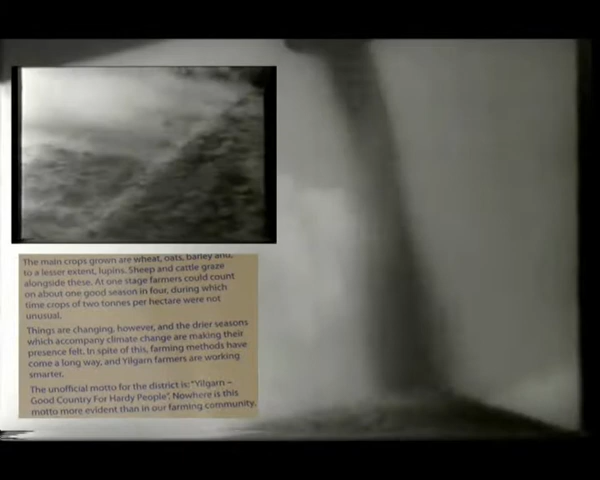 The main crops grown are wheat, oats, barley and,
to a lesser extent, lupins. Sheep and cattle graze
alongside these. At one stage farmers could count
on about one good season in four, during which
time crops of two tonnes per hectare were not
unusual.
Things are changing, however, and the drier seasons
which accompany climate change are making their
presence felt. In spite of this, farming methods have
come a long way, and Yilgarn farmers are working
smarter.
The unofficial motto for the district is: "Yilgarn –
Good Country For Hardy People". Nowhere is this
motto more evident than in our farming community.